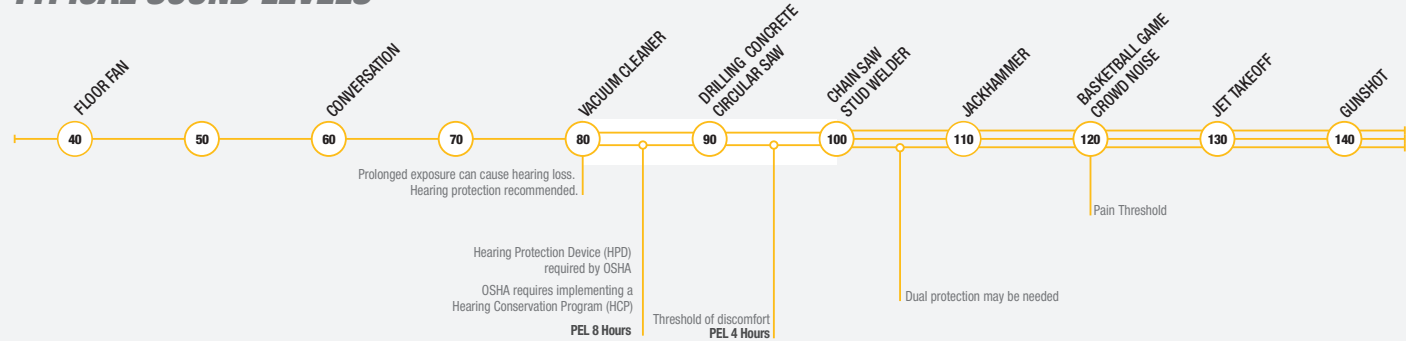 TYPICAL SOUND LEVELS
FLOOR FAN
CONVERSATION
VACUUM CLEANER
DRILLING CONCRETE
CIRCULAR SAW
CHAIN SAW
STUD WELDER
JACKHAMMER
BASKETBALL GAME
CROWD NOISE
JET TAKEOFF
GUNSHOT
40
50
60
70
80
90
100
110
120
130
140
Prolonged exposure can cause hearing loss.
Hearing protection recommended.
Hearing Protection Device (HPD)
required by OSHA
OSHA requires implementing a
Hearing Conservation Program (HCP)
PEL 8 Hours
Threshold of discomfort
PEL 4 Hours
Dual protection may be needed
Pain Threshold